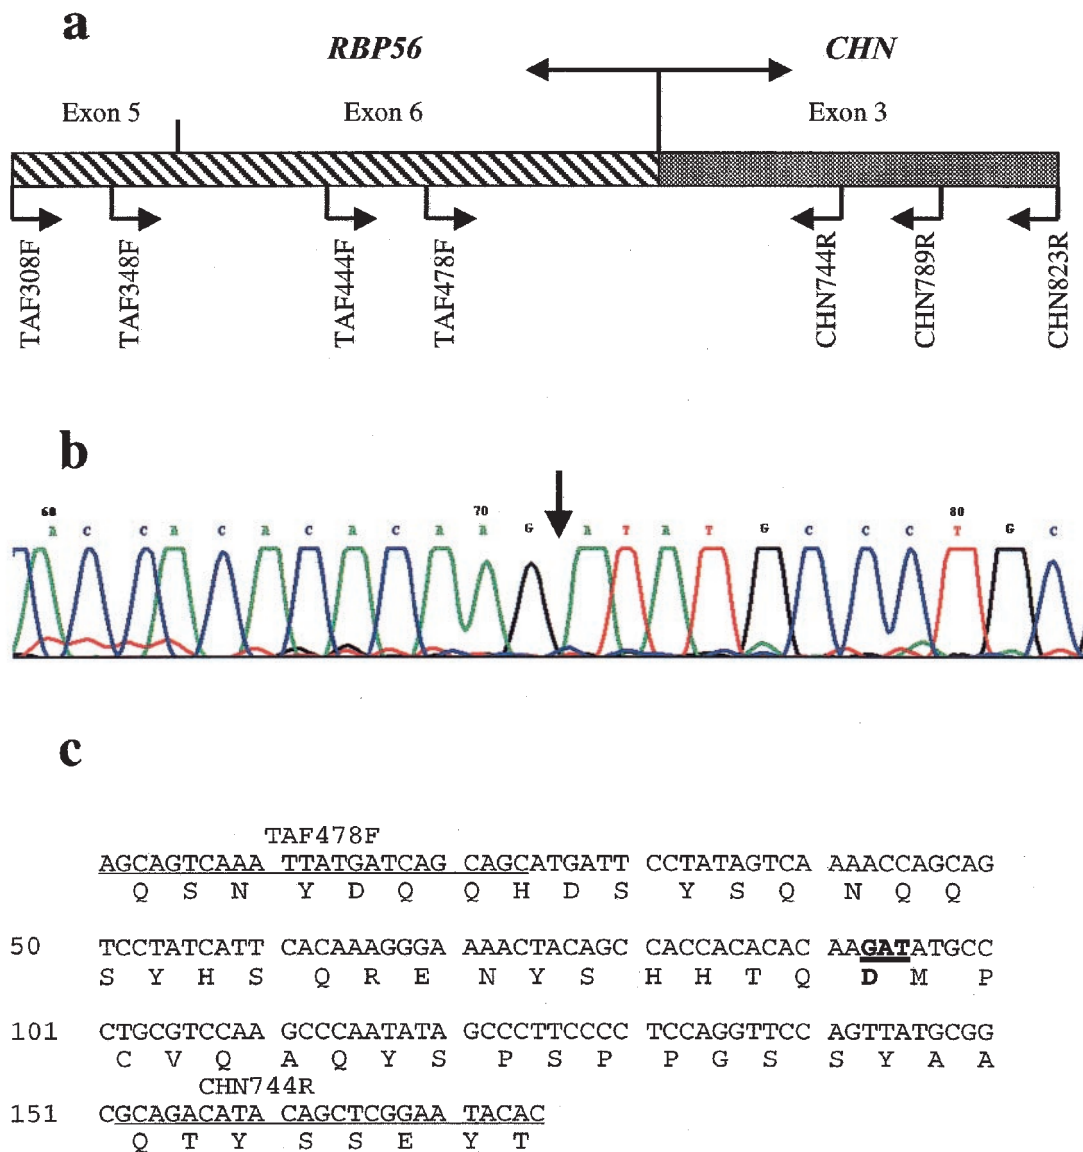 a
RBP56 CHN
Exon 5 Exon 6 Exon 3
TAF308F TAF348F TAF444F TAF478F CHN744R CHN789R CHN823R
b
60 70 80
A C C A C A C A C A A G A T A T G C C C T G C
c
TAF478F
AGCAGTCAAA TTATGATCAG CAGCATGATT CCTATAGTCA AAACCAGCAG
Q S N Y D Q Q H D S Y S Q N Q Q
50 TCCTATCATT CACAAAGGGA AAACTACAGC CACCACACAC AAGATATGCC
S Y H S Q R E N Y S H H T Q D M P
101 CTGCGTCCAA GCCCAATATA GCCCTTCCCC TCCAGGTTCC AGTTATGCGG
C V Q A Q Y S P S P P G S S Y A A
CHN744R
151 CGCAGACATA CAGCTCGGAA TACAC
Q T Y S S E Y T